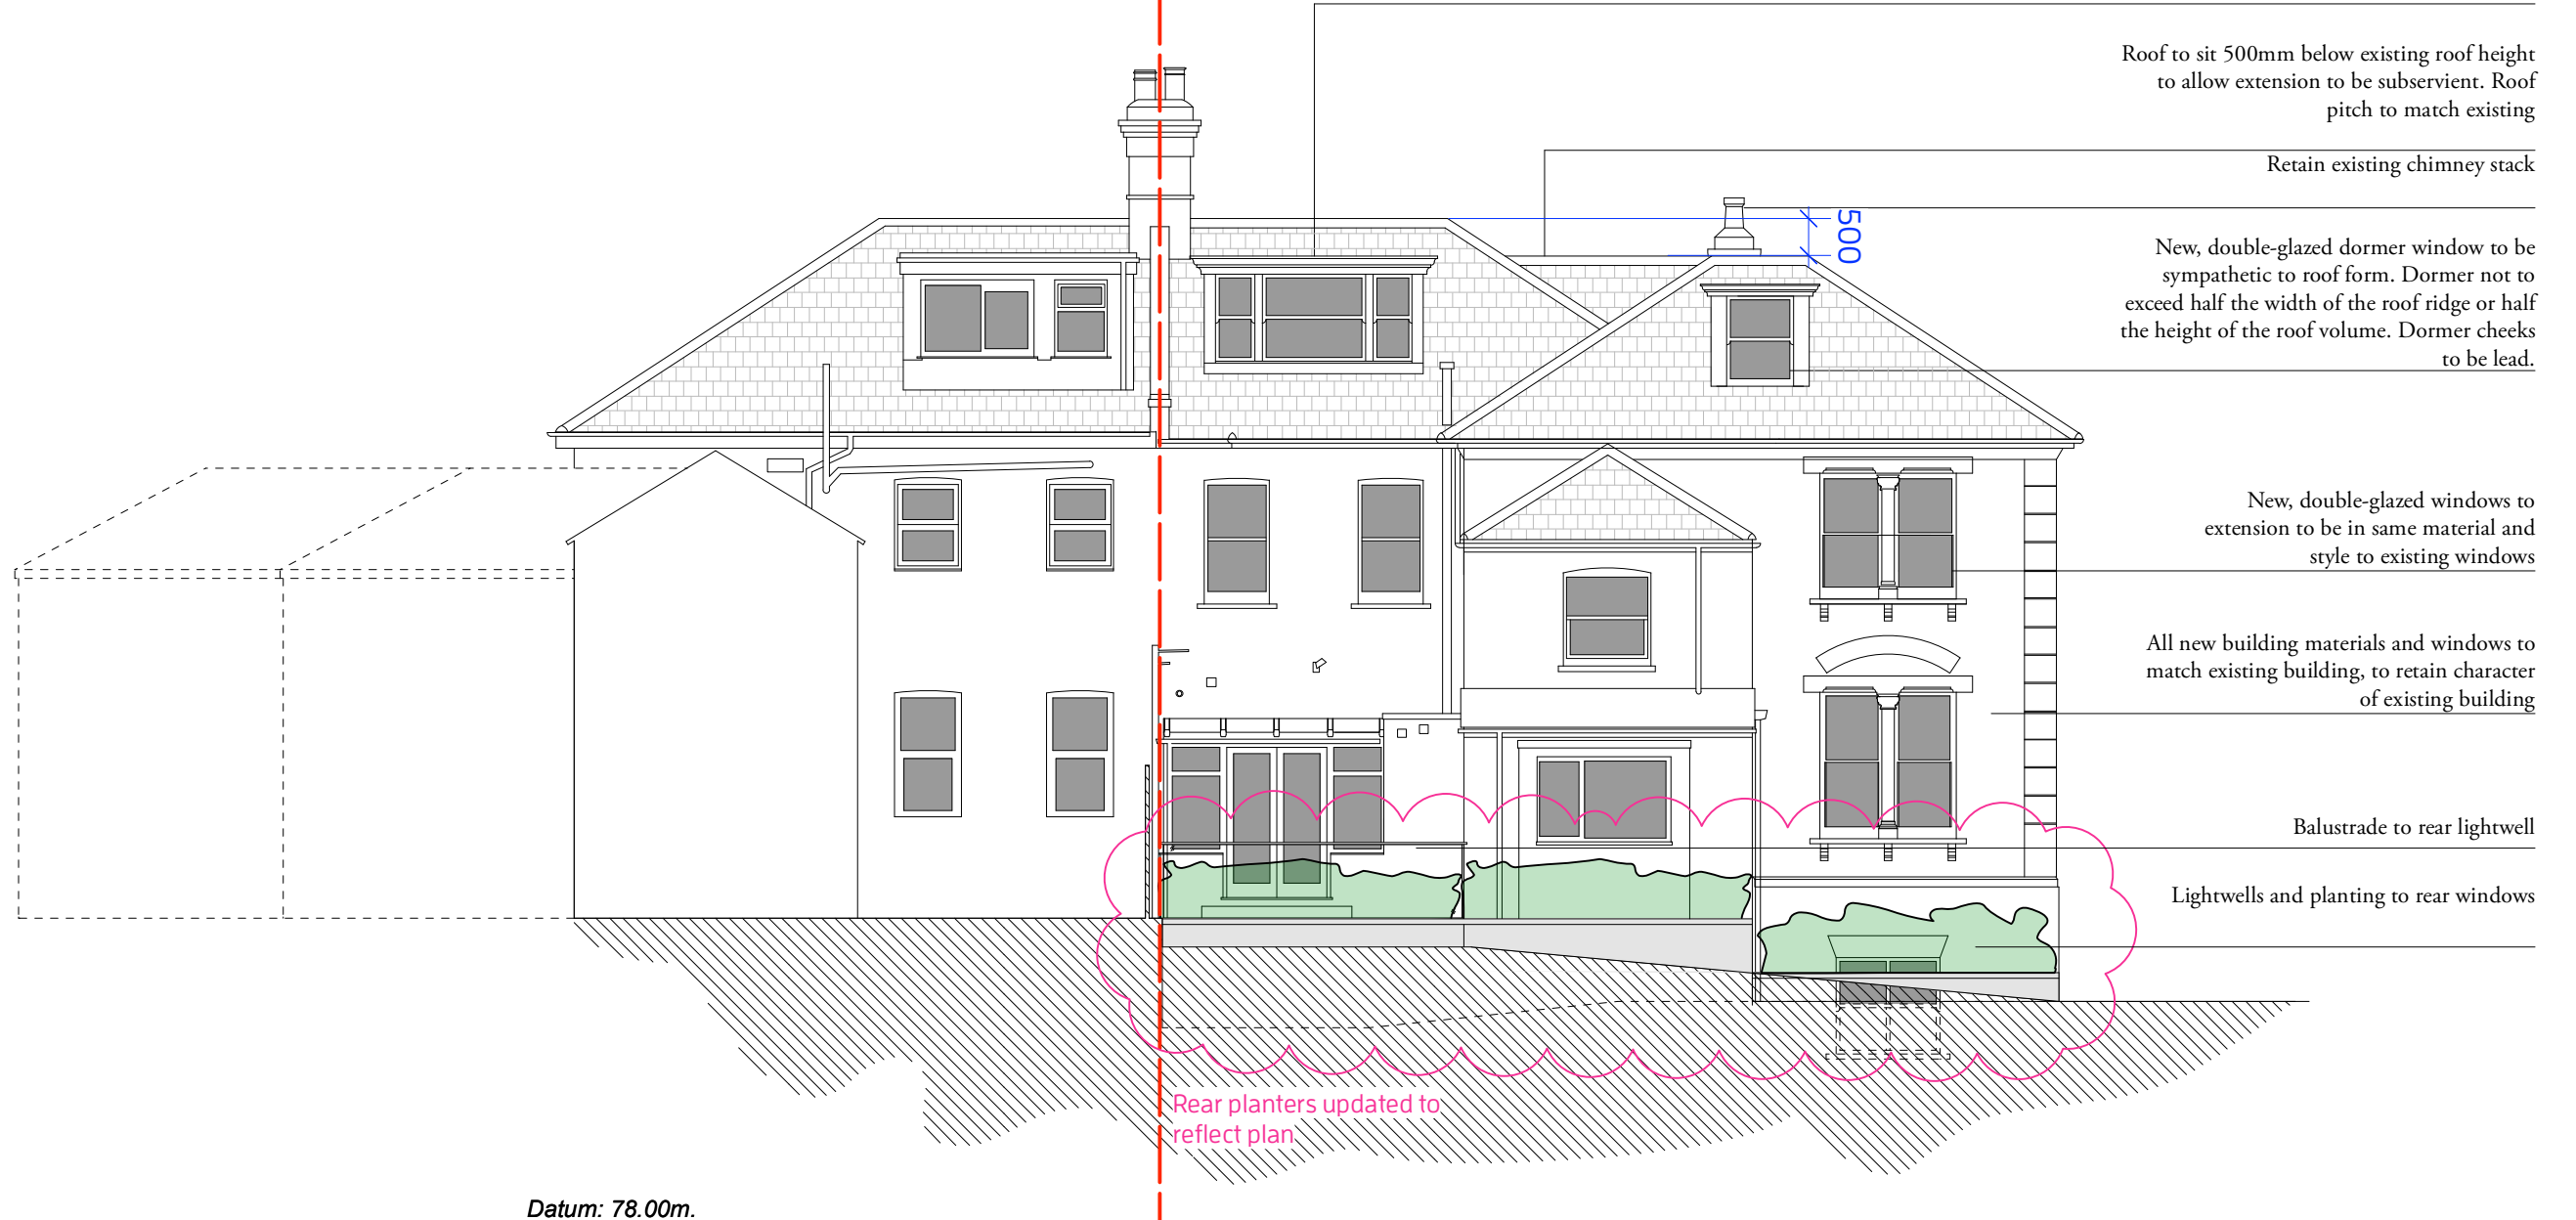 Roof to sit 500mm below existing roof height
to allow extension to be subservient. Roof
pitch to match existing
Retain existing chimney stack
500
New, double-glazed dormer window to be
sympathetic to roof form. Dormer not to
exceed half the width of the roof ridge or half
the height of the roof volume. Dormer cheeks
to be lead.
New, double-glazed windows to
extension to be in same material and
style to existing windows
All new building materials and windows to
match existing building, to retain character
of existing building
Balustrade to rear lightwell
Lightwells and planting to rear windows
Rear planters updated to
reflect plan
Datum: 78.00m.